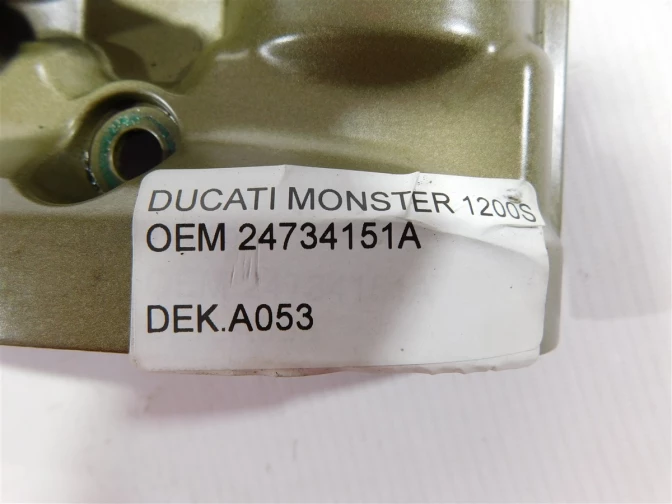 DUCATI MONSTER 1200S
OEM 24734151A
DEK.A053